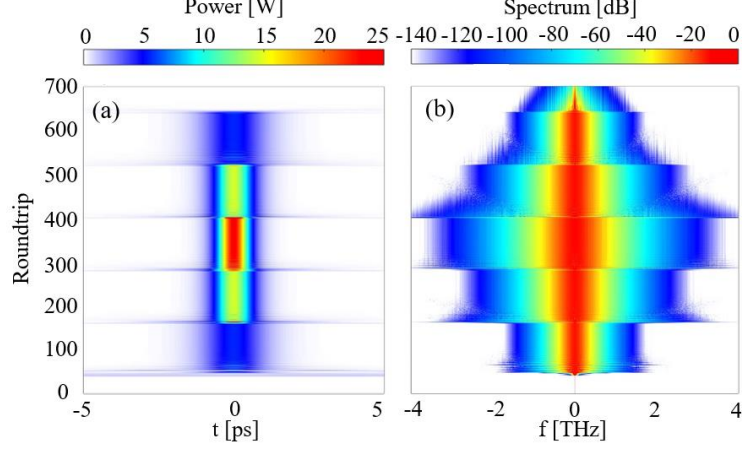 Power [W]
Spectrum [dB]
0 5 10 15 20 25
-140 -120 -100 -80 -60 -40 -20 0
700
600
500
400
300
200
100
0
Roundtrip
(a)
(b)
-5 0 5
-4 -2 0 2 4
t [ps]
f [THz]